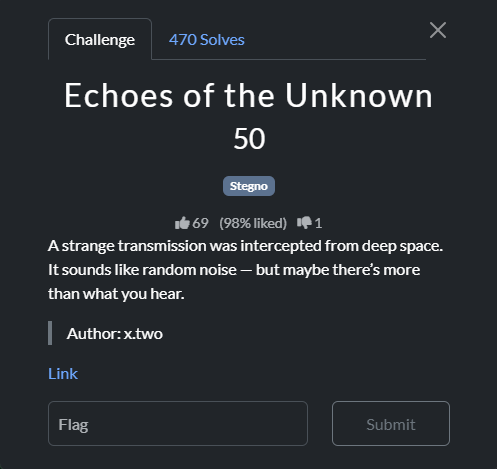 Challenge
470 Solves
Echoes of the Unknown
50
Stegno
69 (98% liked) 1
A strange transmission was intercepted from deep space.
It sounds like random noise — but maybe there’s more
than what you hear.
Author: x.two
Link
Flag
Submit